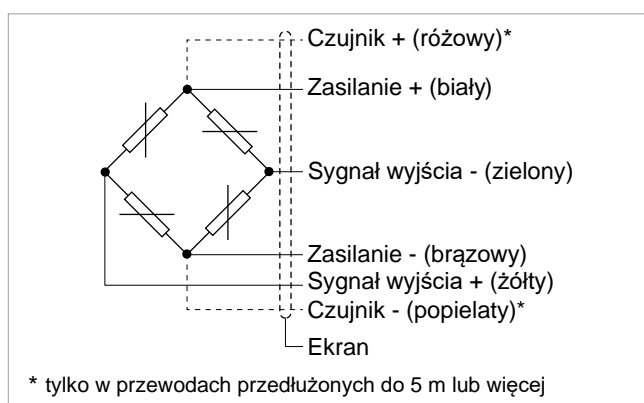 Czujnik + (różowy)*
Zasilanie + (biały)
Sygnał wyjścia - (zielony)
Zasilanie - (brązowy)
Sygnał wyjścia + (żółty)
Czujnik - (popielaty)*
Ekran
* tylko w przewodach przedłużonych do 5 m lub więcej